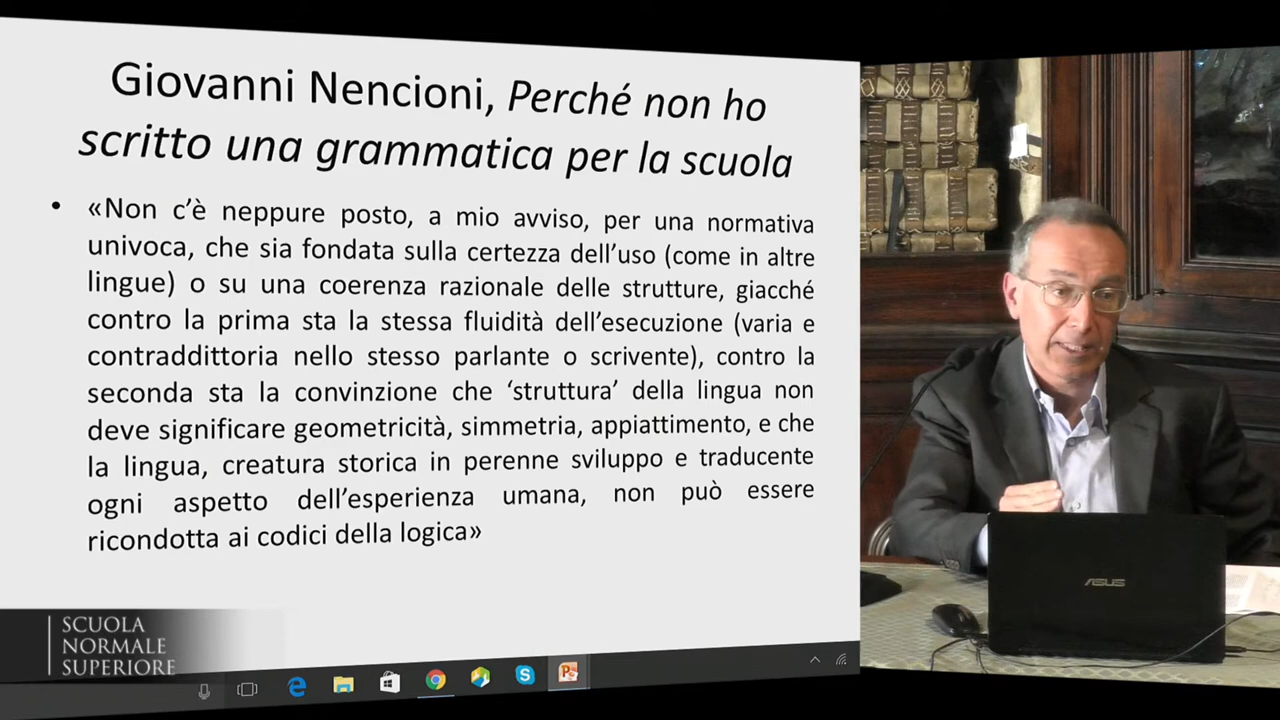 Giovanni Nencioni, Perché non ho
scritto una grammatica per la scuola
• «Non c’è neppure posto, a mio avviso, per una normativa
univoca, che sia fondata sulla certezza dell’uso (come in altre
lingue) o su una coerenza razionale delle strutture, giacché
contro la prima sta la stessa fluidità dell’esecuzione (varia e
contraddittoria nello stesso parlante o scrivente), contro la
seconda sta la convinzione che ‘struttura’ della lingua non
deve significare geometricità, simmetria, appiattimento, e che
la lingua, creatura storica in perenne sviluppo e traducente
ogni aspetto dell’esperienza umana, non può essere
ricondotta ai codici della logica»
SCUOLA
NORMALE
SUPERIORE
ASUS